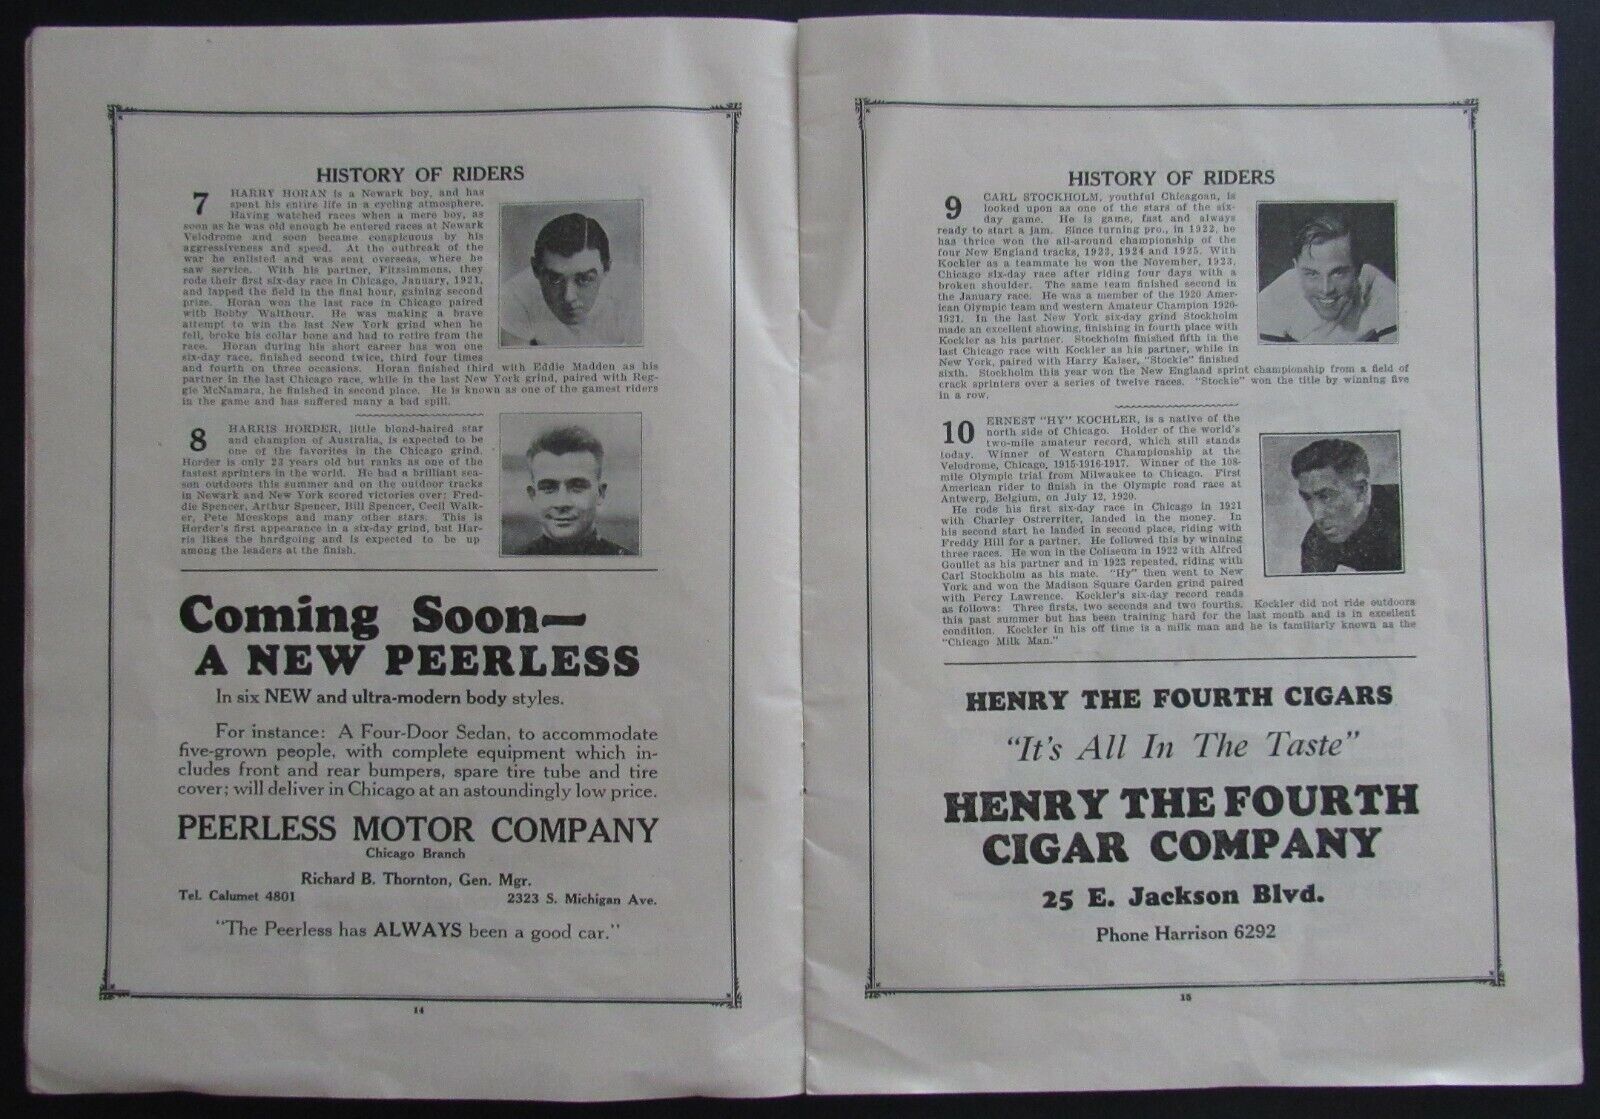 HISTORY OF RIDERS
7 HARRY HORAN is a Newark boy, and has
spent his entire life in a cycling atmosphere.
Having watched races when a mere boy, as
soon as he was old enough he entered races at Newark
Velodrome and soon became conspicuous by his
aggressiveness and speed. At the outbreak of the
war he enlisted and was sent overseas, where he
saw service. With his partner, Fitzsimmons, they
rode their first six-day race in Chicago, January, 1921,
and lapped the field in the final hour, gaining second
prize. Horan won the last race in Chicago paired
with Bobby Walthour. He was making a brave
attempt to win the last New York grind when he
fell, broke his collar bone and had to retire from the
race. Horan during his short career has won one
six-day race, finished second twice, third four times
and fourth on three occasions. Horan finished third with Eddie Madden as his
partner in the last Chicago race, while in the last New York grind, paired with Reg-
gie McNamara, he finished in second place. He is known as one of the gamest riders
in the game and has suffered many a bad spill.
8 HARRIS HORDER, little blond-haired star
and champion of Australia, is expected to be
one of the favorites in the Chicago grind.
Horder is only 23 years old but ranks as one of the
fastest sprinters in the world. He had a brilliant sea-
son outdoors this summer and on the outdoor tracks
in Newark and New York scored victories over: Fred-
die Spencer, Arthur Spencer, Bill Spencer, Cecil Walk-
er, Pete Moeskops and many other stars. This is
Horder's first appearance in a six-day grind, but Har-
ris likes the hardgoing and is expected to be up
among the leaders at the finish.
Coming Soon—
A NEW PEERLESS
In six NEW and ultra-modern body styles.
For instance: A Four-Door Sedan, to accommodate
five-grown people, with complete equipment which in-
cludes front and rear bumpers, spare tire tube and tire
cover; will deliver in Chicago at an astoundingly low price.
PEERLESS MOTOR COMPANY
Chicago Branch
Richard B. Thornton, Gen. Mgr.
Tel. Calumet 4801 2323 S. Michigan Ave.
"The Peerless has ALWAYS been a good car."
14
HISTORY OF RIDERS
9 CARL STOCKHOLM, youthful Chicagoan, is
looked upon as one of the stars of the six-
day game. He is game, fast and always
ready to start a jam. Since turning pro., in 1922, he
has thrice won the all-around championship of the
four New England tracks, 1923, 1924 and 1925. With
Kockler as a teammate he won the November, 1923,
Chicago six-day race after riding four days with a
broken shoulder. The same team finished second in
the January race. He was a member of the 1920 Amer-
ican Olympic team and western Amateur Champion 1920-
1921. In the last New York six-day grind Stockholm
made an excellent showing, finishing in fourth place with
Kockler as his partner. Stockholm finished fifth in the
last Chicago race with Kockler as his partner, while in
New York, paired with Harry Kaiser, "Stockie" finished
sixth. Stockholm this year won the New England sprint championship from a field of
crack sprinters over a series of twelve races. "Stockie" won the title by winning five
in a row.
10 ERNEST "HY" KOCHLER, is a native of the
north side of Chicago. Holder of the world's
two-mile amateur record, which still stands
today. Winner of Western Championship at the
Velodrome, Chicago, 1915-1916-1917. Winner of the 108-
mile Olympic trial from Milwaukee to Chicago. First
American rider to finish in the Olympic road race at
Antwerp, Belgium, on July 12, 1920.
He rode his first six-day race in Chicago in 1921
with Charley Ostverriter, landed in the money. In
his second start he landed in second place, riding with
Freddy Hill for a partner. He followed this by winning
three races. He won in the Coliseum in 1922 with Alfred
Goullet as his partner and in 1923 repeated, riding with
Carl Stockholm as his mate. "Hy" then went to New
York and won the Madison Square Garden grind paired
with Percy Lawrence. Kockler's six-day record reads
as follows: Three firsts, two seconds and two fourths. Kockler did not ride outdoors
this past summer but has been training hard for the last month and is in excellent
condition. Kockler in his off time is a milk man and he is familiarly known as the
"Chicago Milk Man."
HENRY THE FOURTH CIGARS
"It's All In The Taste"
HENRY THE FOURTH
CIGAR COMPANY
25 E. Jackson Blvd.
Phone Harrison 6292
15